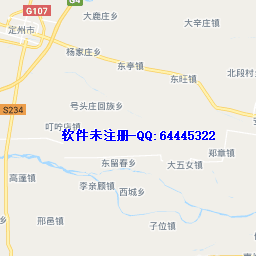 G107
G4
大鹿庄乡
大辛庄镇
定州市
杨家庄乡
东亭镇
东旺镇
北段村
号头庄回族乡
S234
叮咛店镇
软件未注册-QQ:64445322
郑章镇
东留春乡
大五女镇
高蓬镇
李亲顾镇
西城乡
邢邑镇
子位镇